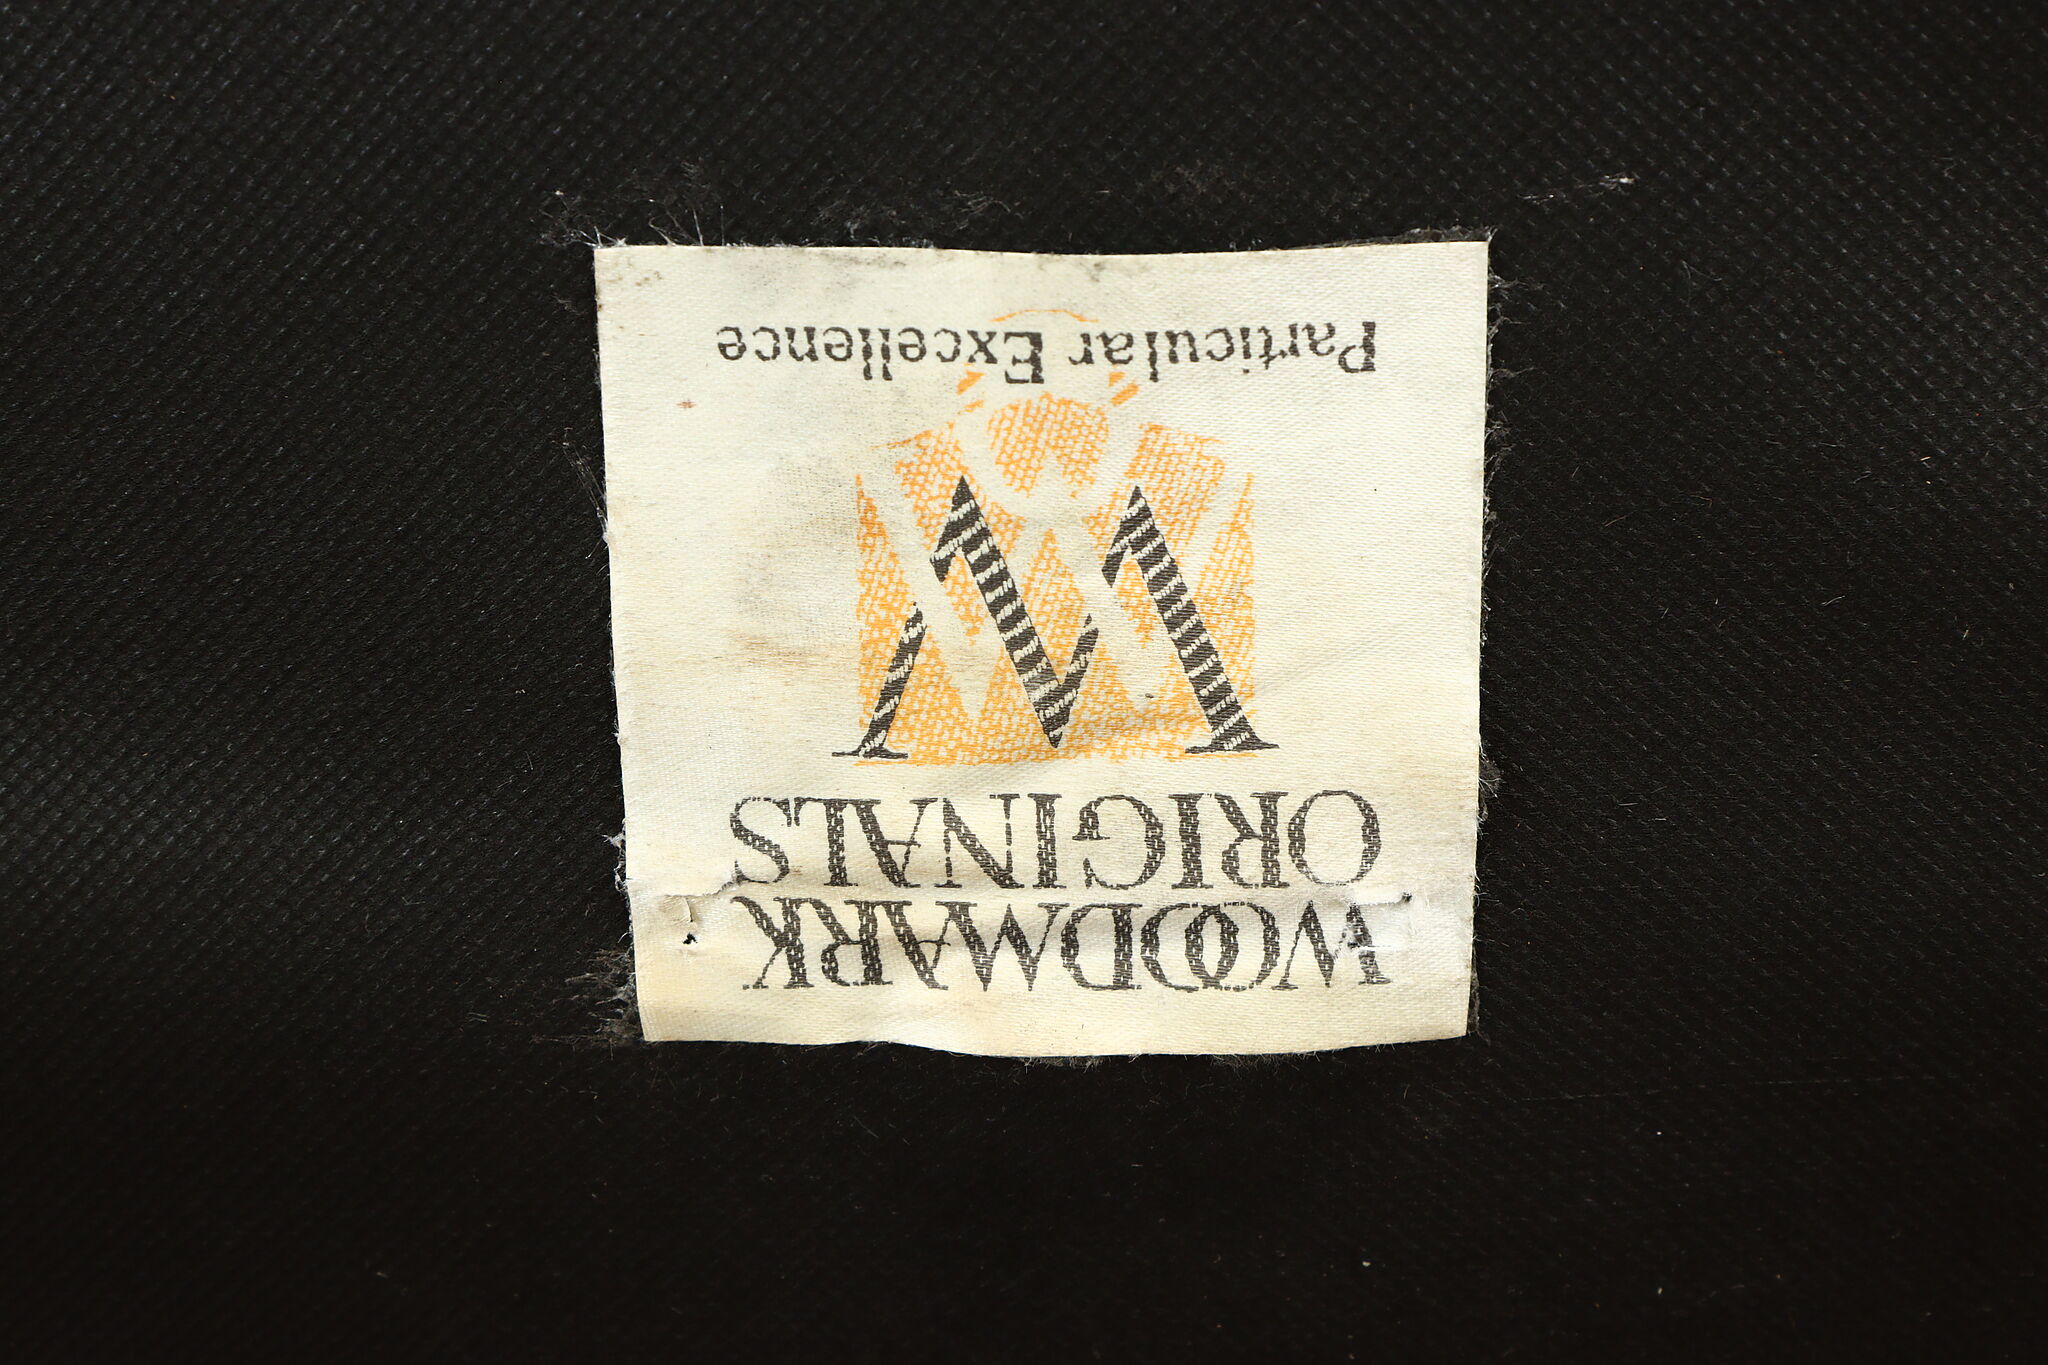 WOODMARK
ORIGINALS
W
Particular Excellence